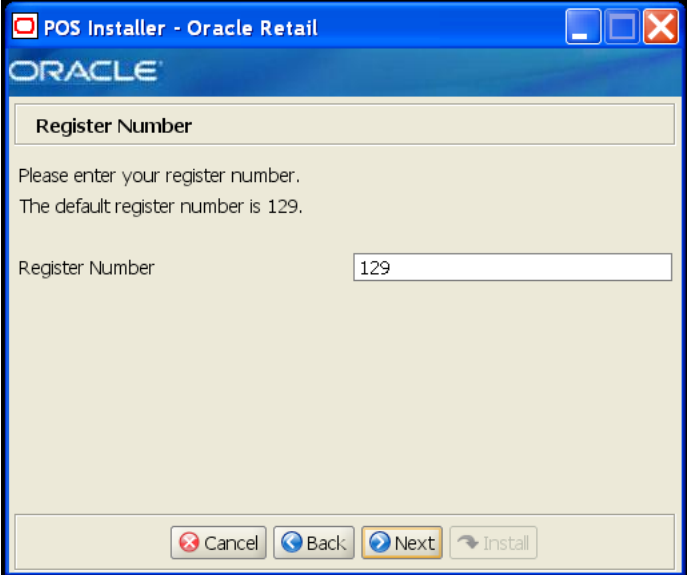 POS Installer - Oracle Retail
ORACLE
Register Number
Please enter your register number.
The default register number is 129.
Register Number 129
Cancel Back Next Install